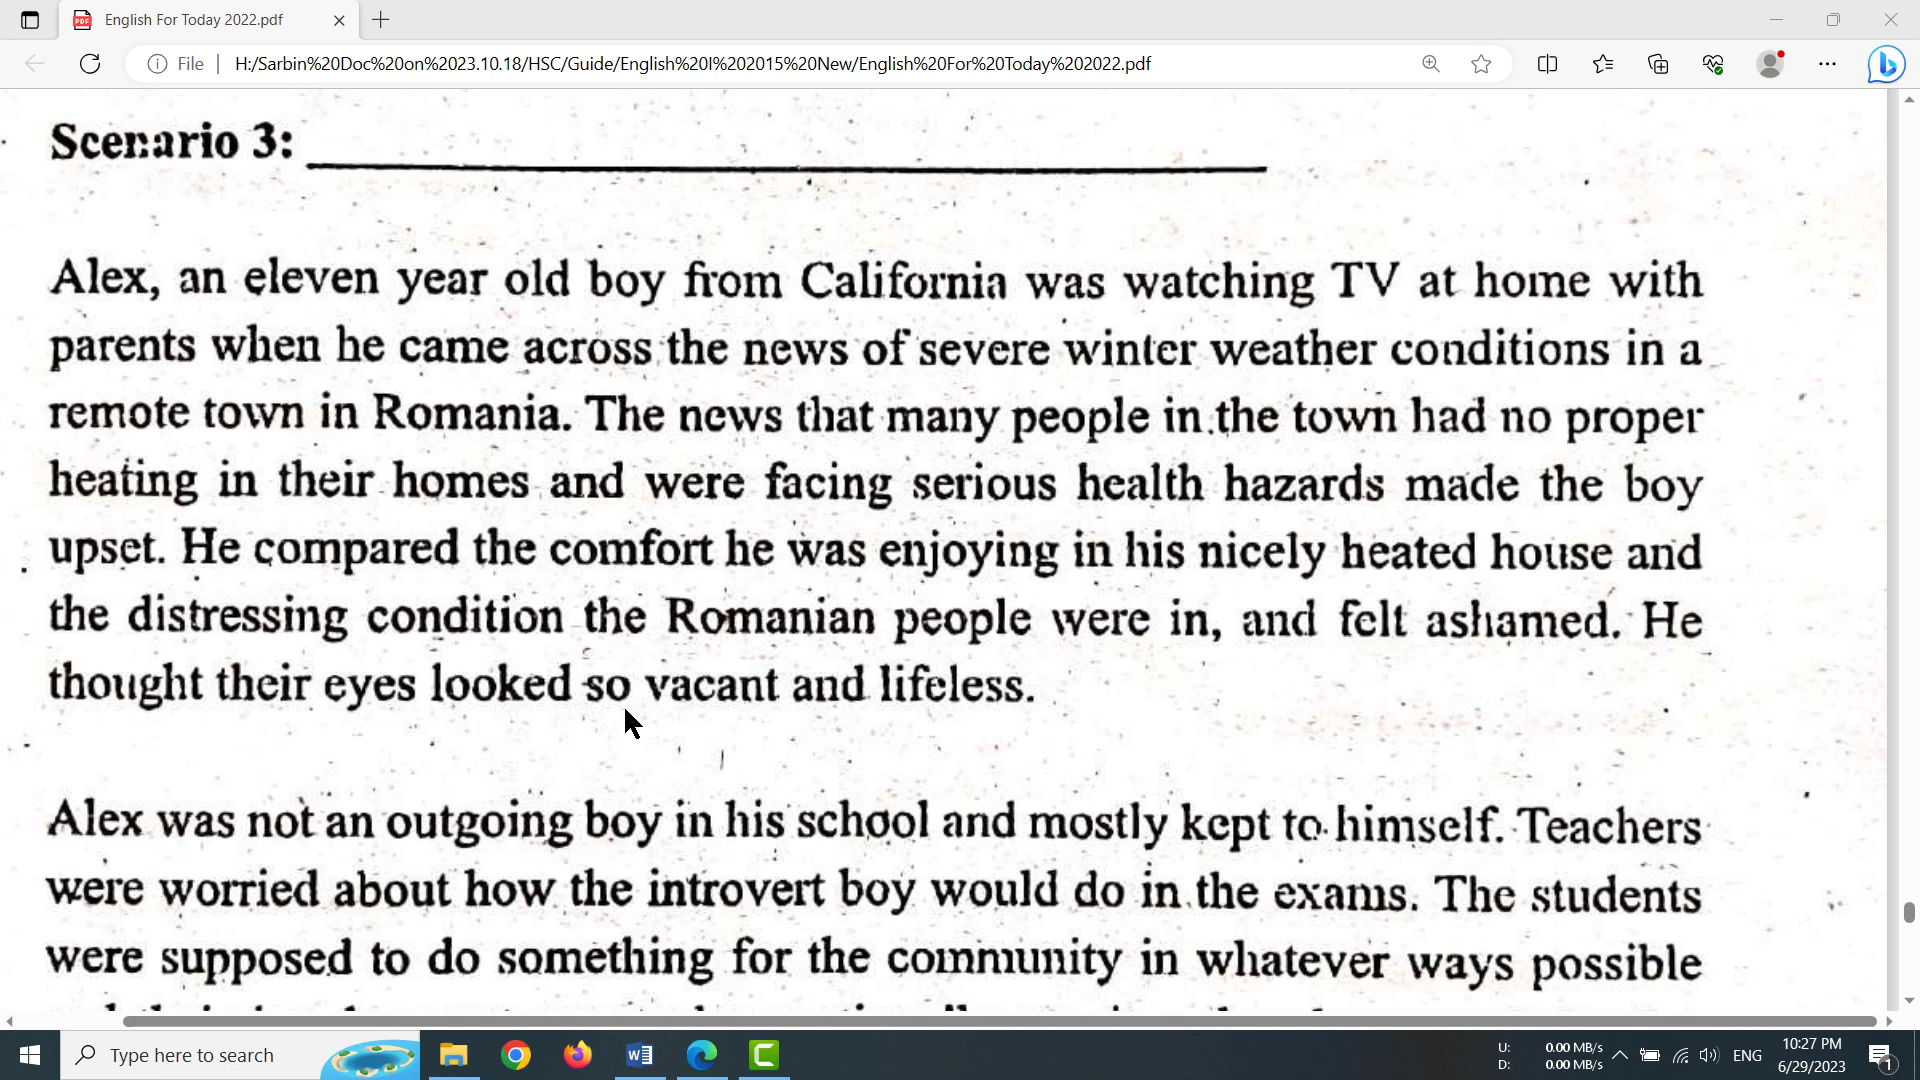 English For Today 2022.pdf
File
H:/Sarbin%20Doc%20on%2023.10.18/HSC/Guide/English%20I%202015%20New/English%20For%20Today%202022.pdf
Scenario 3:
Alex, an eleven year old boy from California was watching TV at home with
parents when he came across the news of severe winter weather conditions in a
remote town in Romania. The news that many people in the town had no proper
heating in their homes and were facing serious health hazards made the boy
upset. He compared the comfort he was enjoying in his nicely heated house and
the distressing condition the Romanian people were in, and felt ashamed. He
thought their eyes looked so vacant and lifeless.
Alex was not an outgoing boy in his school and mostly kept to himself. Teachers
were worried about how the introvert boy would do in the exams. The students
were supposed to do something for the community in whatever ways possible
Type here to search
U: 0.00 MB/s
D: 0.00 MB/s
ENG
10:27 PM
6/29/2023
1